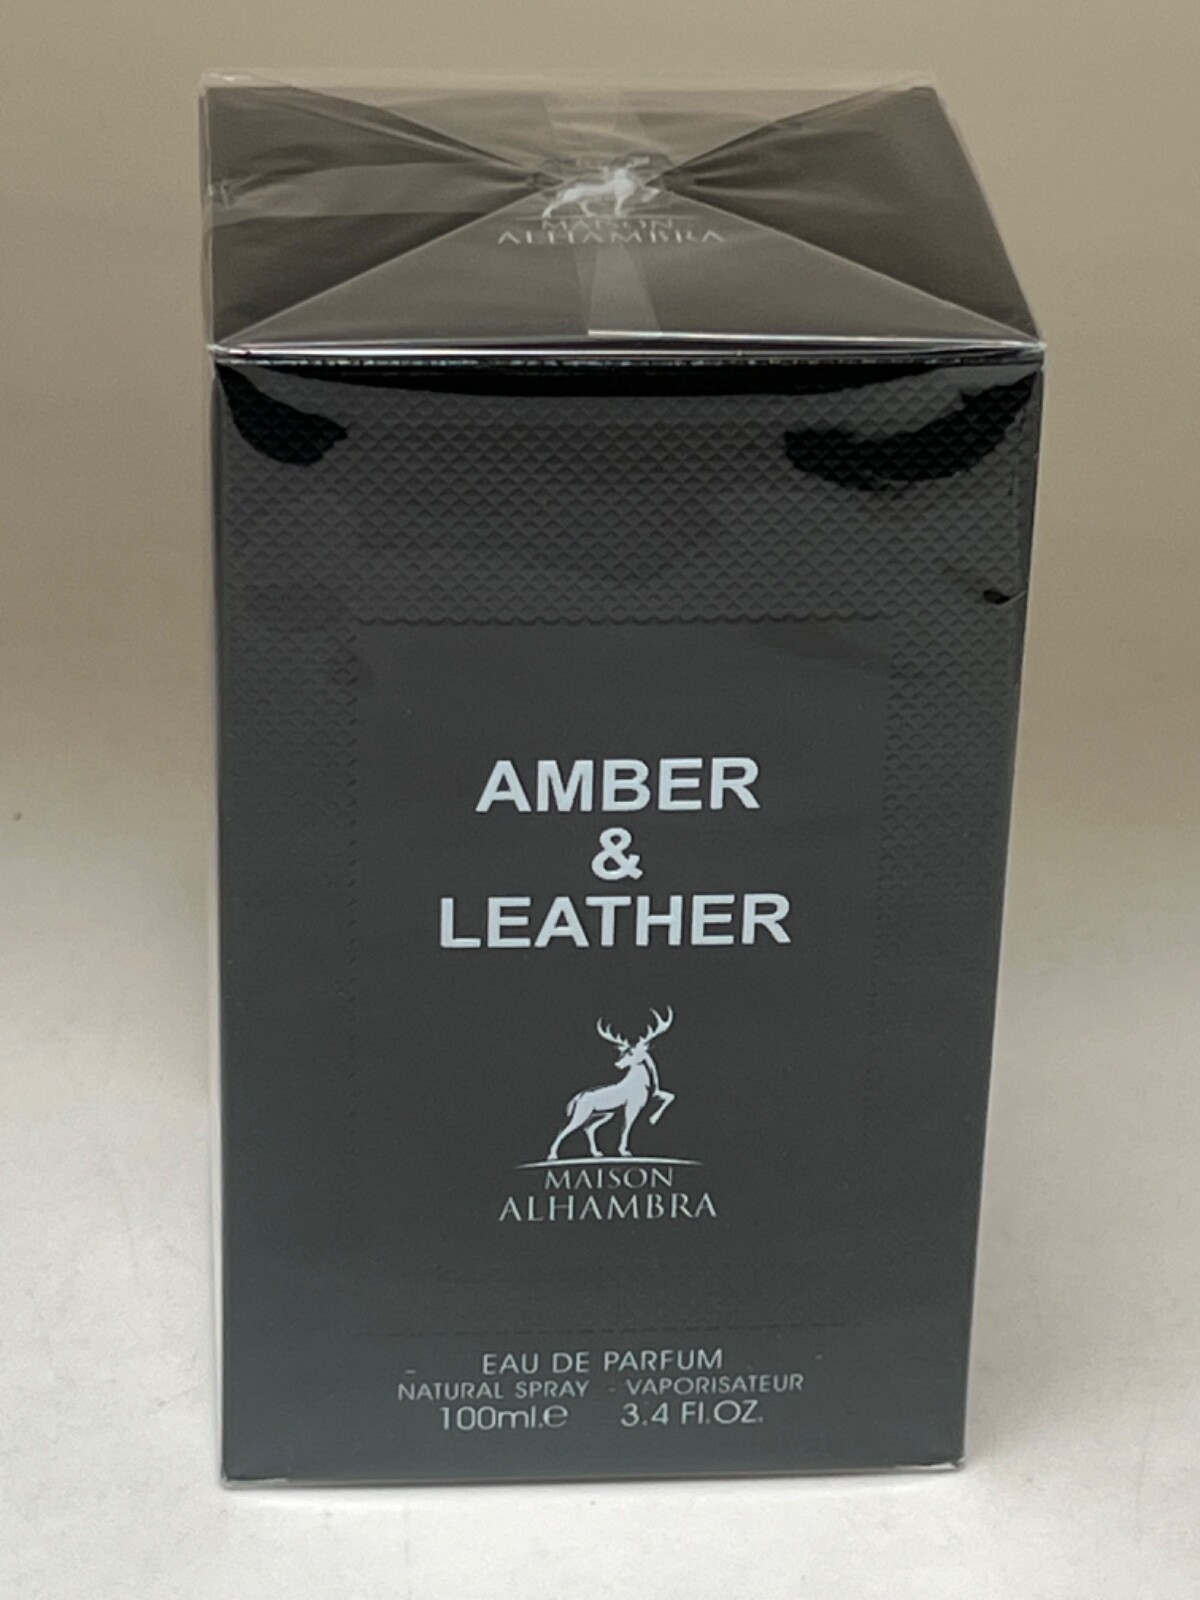 MAISON
ALHAMBRA
AMBER
&
LEATHER
MAISON
ALHAMBRA
EAU DE PARFUM
NATURAL SPRAY - VAPORISATEUR
100ml.e 3.4 Fl.OZ.